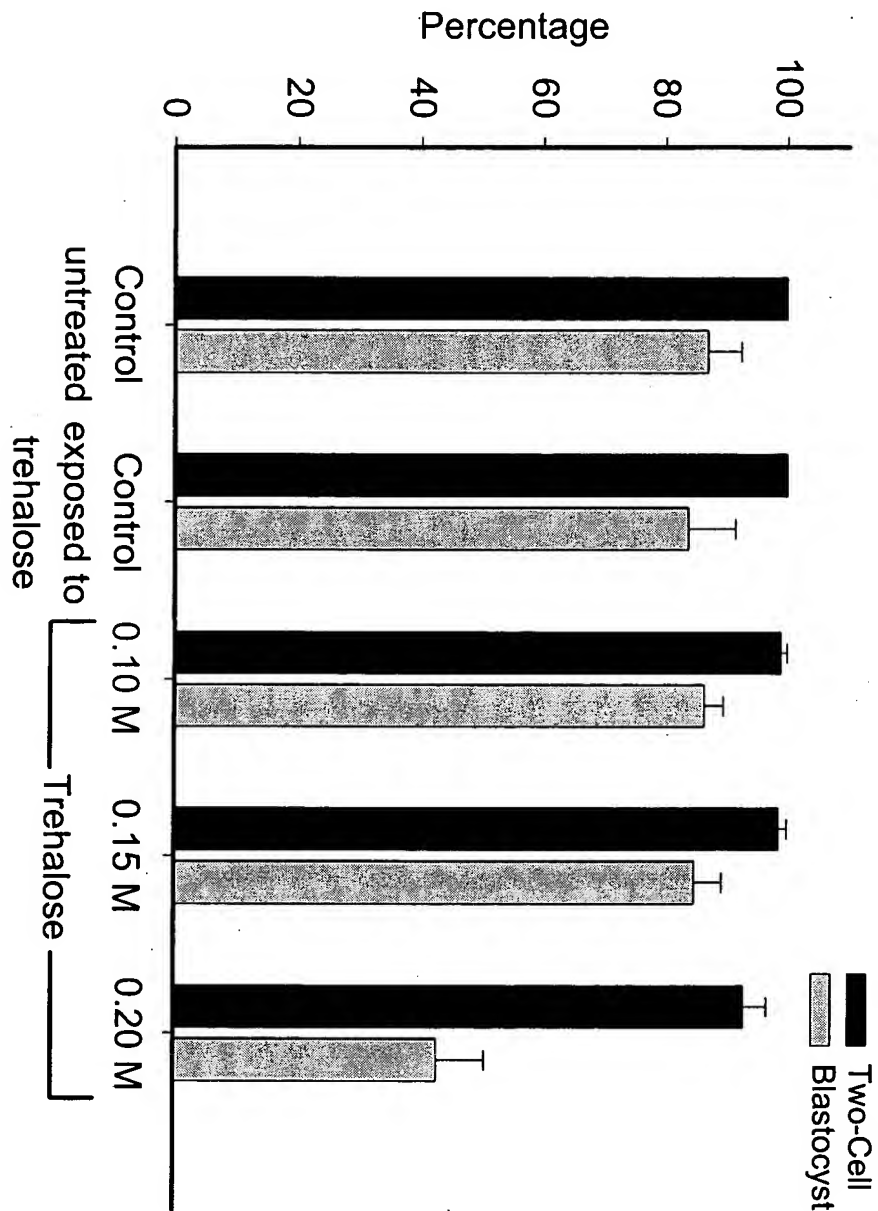 Two-Cell
Blastocyst
Percentage
100
80
60
40
20
0
Control
untreated
Control
exposed to
trehalose
0.10 M
0.15 M
0.20 M
Trehalose